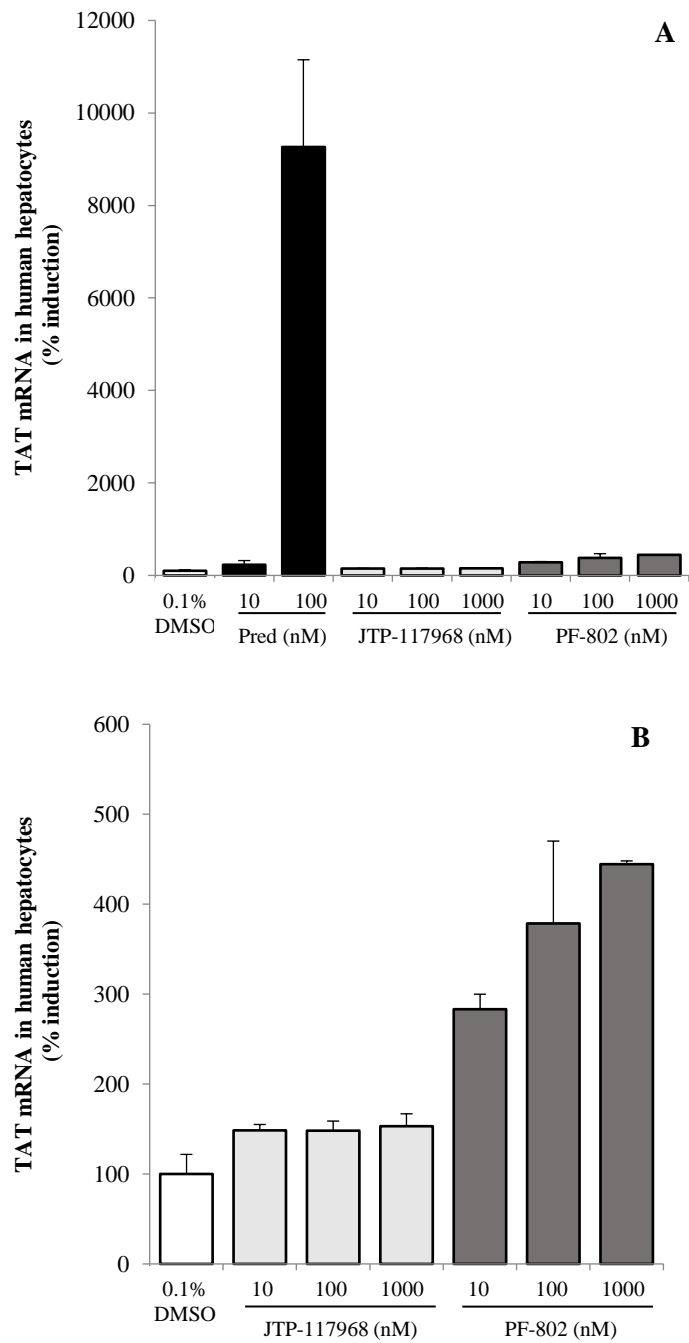 A
TAT mRNA in human hepatocytes
(% induction)
12000
10000
8000
6000
4000
2000
0
0.1% 10 100 10 100 1000 10 100 1000
DMSO
Pred (nM) JTP-117968 (nM) PF-802 (nM)
B
TAT mRNA in human hepatocytes
(% induction)
600
500
400
300
200
100
0
0.1% 10 100 1000 10 100 1000
DMSO
JTP-117968 (nM) PF-802 (nM)